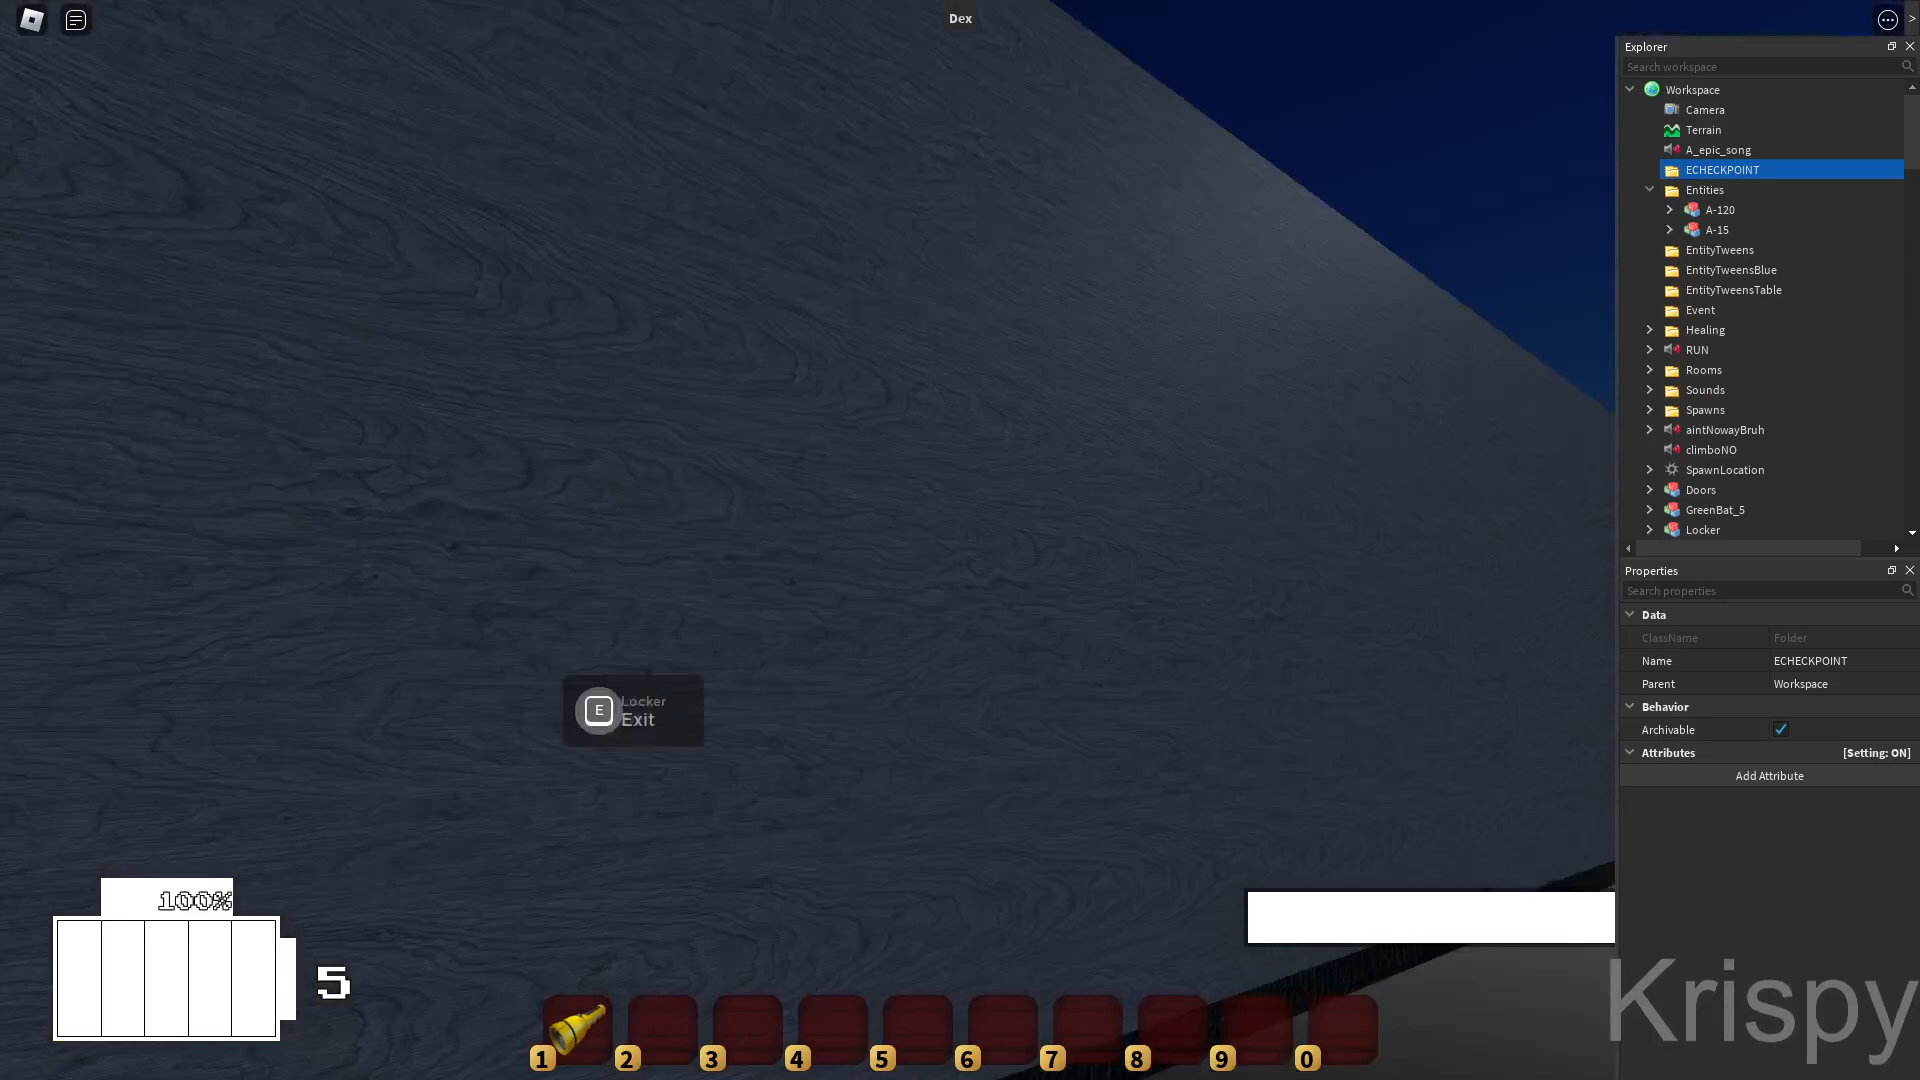 Dex
>
Explorer
Search workspace
Workspace
Camera
Terrain
A_epic_song
ECHECKPOINT
Entities
A-120
A-15
EntityTweens
EntityTweensBlue
EntityTweensTable
Event
Healing
RUN
Rooms
Sounds
Spawns
aintNowayBruh
climboNO
SpawnLocation
Doors
GreenBat_5
Locker
Properties
Search properties
Data
ClassName Folder
Name ECHECKPOINT
Parent Workspace
Behavior
Archivable
Attributes [Setting: ON]
Add Attribute
E Locker
Exit
100%
5
1 2 3 4 5 6 7 8 9 0
Krispy